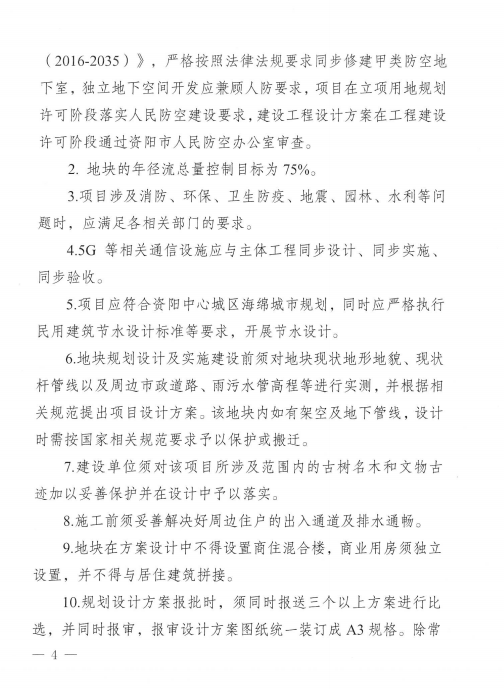 （2016-2035）》，严格按照法律法规要求同步修建甲类防空地
下室，独立地下空间开发应兼顾人防要求，项目在立项用地规划
许可阶段落实人民防空建设要求，建设工程设计方案在工程建设
许可阶段通过资阳市人民防空办公室审查。
2. 地块的年径流总量控制目标为 75%。
3.项目涉及消防、环保、卫生防疫、地震、园林、水利等问
题时，应满足各相关部门的要求。
4.5G 等相关通信设施应与主体工程同步设计、同步实施、
同步验收。
5.项目应符合资阳中心城区海绵城市规划，同时应严格执行
民用建筑节水设计标准等要求，开展节水设计。
6.地块规划设计及实施建设前须对地块现状地形地貌、现状
杆管线以及周边市政道路、雨污水管高程等进行实测，并根据相
关规范提出项目设计方案。该地块内如有架空及地下管线，设计
时需按国家相关规范要求予以保护或搬迁。
7.建设单位须对该项目所涉及范围内的古树名木和文物古
迹加以妥善保护并在设计中予以落实。
8.施工前须妥善解决好周边住户的出入通道及排水通畅。
9.地块在方案设计中不得设置商住混合楼，商业用房须独立
设置，并不得与居住建筑拼接。
10.规划设计方案报批时，须同时报送三个以上方案进行比
选，并同时报审，报审设计方案图纸统一装订成 A3 规格。除常
— 4 —